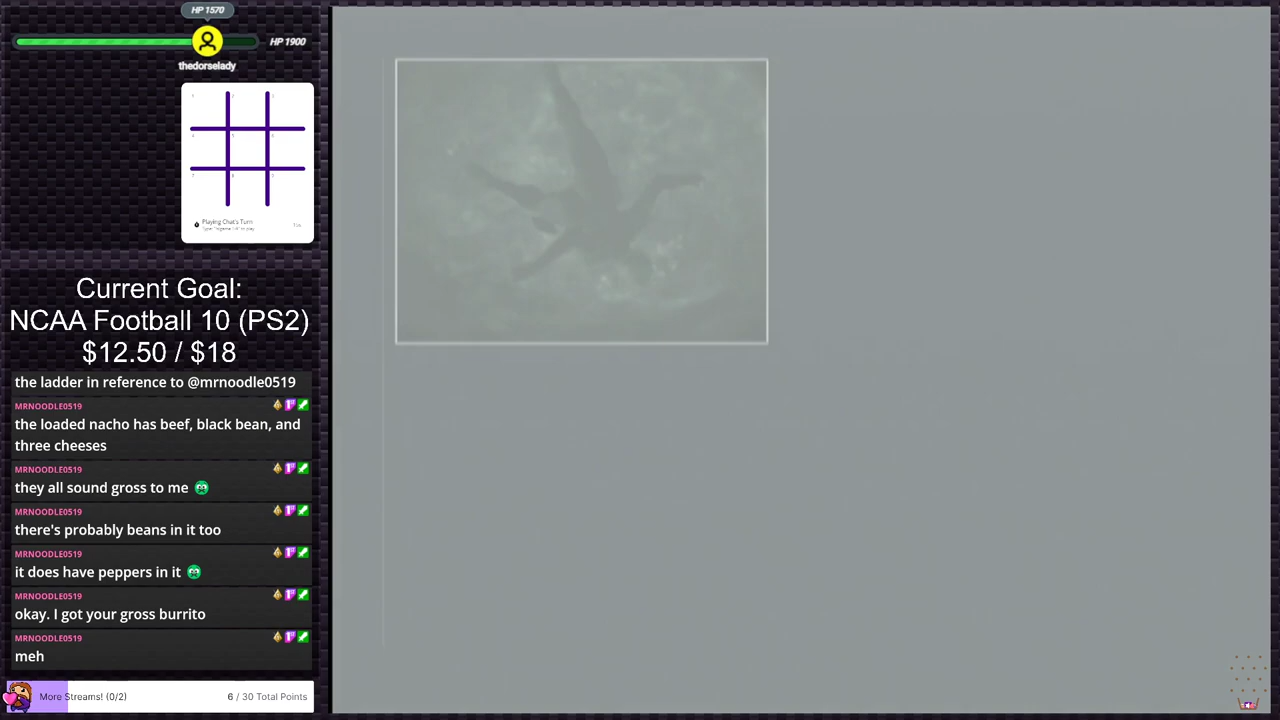 HP 1570
HP 1900
thedorselady
Playing Chat's Turn
Current Goal:
NCAA Football 10 (PS2)
$12.50 / $18
the ladder in reference to @mrnoodle0519
MRNOODLE0519
the loaded nacho has beef, black bean, and
three cheeses
MRNOODLE0519
they all sound gross to me
MRNOODLE0519
there's probably beans in it too
MRNOODLE0519
it does have peppers in it
MRNOODLE0519
okay. I got your gross burrito
MRNOODLE0519
meh
More Streams! (0/2)
6 / 30 Total Points